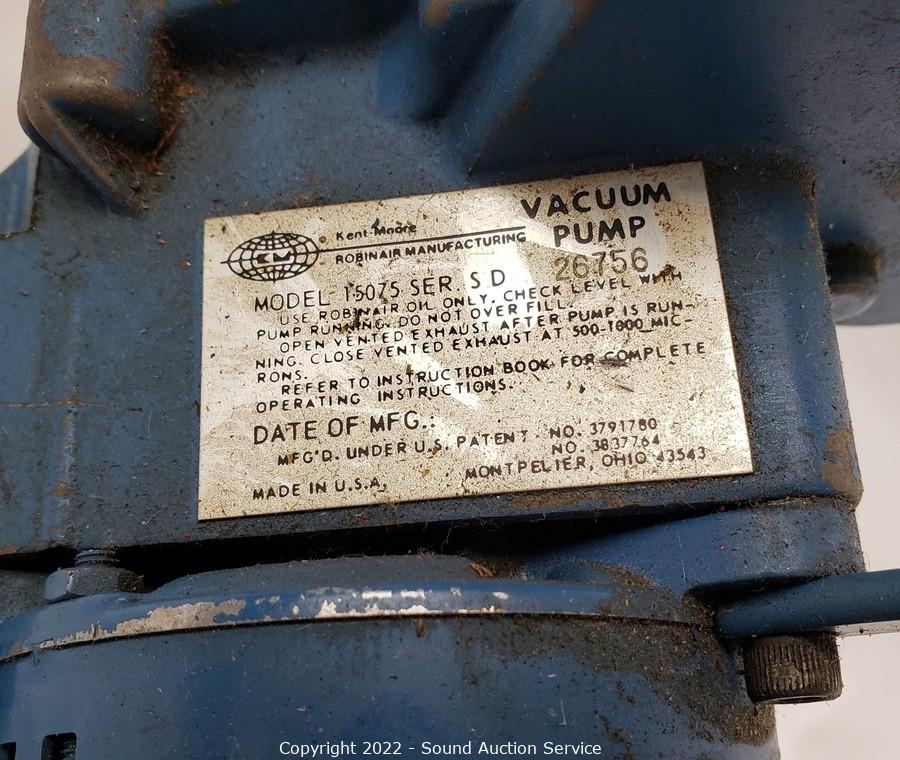 KM
Kent-Moore
ROBINAIR MANUFACTURING
VACUUM
PUMP
26756
MODEL 15075 SER. S D
USE ROBINAIR OIL ONLY. CHECK LEVEL WITH
PUMP RUNNING. DO NOT OVER FILL.
OPEN VENTED EXHAUST AFTER PUMP IS RUN-
NING. CLOSE VENTED EXHAUST AT 500-1000 MIC-
RONS.
REFER TO INSTRUCTION BOOK FOR COMPLETE
OPERATING INSTRUCTIONS.
DATE OF MFG.:
MFG'D. UNDER U.S. PATENT NO. 3791780
NO. 3837764
MADE IN U.S.A. MONTPELIER, OHIO 43543
Copyright 2022 - Sound Auction Service